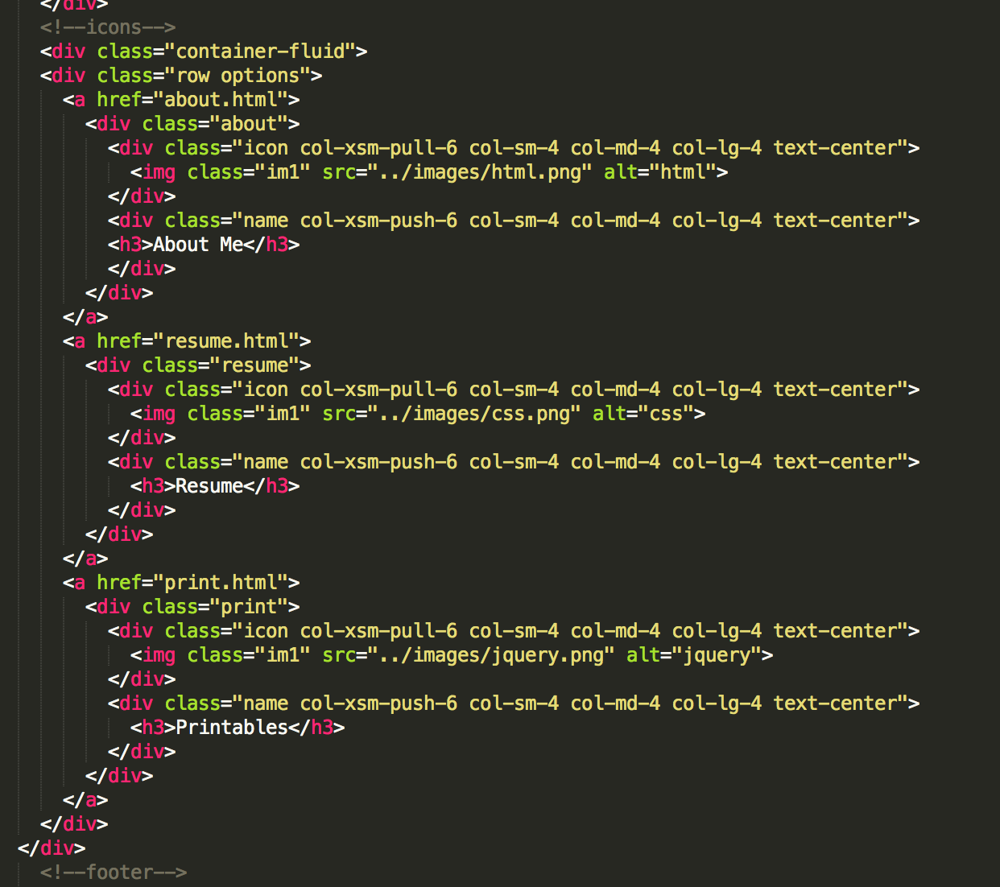 </div>
<!--icons-->
<div class="container-fluid">
<div class="row options">
<a href="about.html">
<div class="about">
<div class="icon col-xsm-pull-6 col-sm-4 col-md-4 col-lg-4 text-center">
<img class="im1" src="../images/html.png" alt="html">
</div>
<div class="name col-xsm-push-6 col-sm-4 col-md-4 col-lg-4 text-center">
<h3>About Me</h3>
</div>
</div>
</a>
<a href="resume.html">
<div class="resume">
<div class="icon col-xsm-pull-6 col-sm-4 col-md-4 col-lg-4 text-center">
<img class="im1" src="../images/css.png" alt="css">
</div>
<div class="name col-xsm-push-6 col-sm-4 col-md-4 col-lg-4 text-center">
<h3>Resume</h3>
</div>
</div>
</a>
<a href="print.html">
<div class="print">
<div class="icon col-xsm-pull-6 col-sm-4 col-md-4 col-lg-4 text-center">
<img class="im1" src="../images/jquery.png" alt="jquery">
</div>
<div class="name col-xsm-push-6 col-sm-4 col-md-4 col-lg-4 text-center">
<h3>Printables</h3>
</div>
</div>
</a>
</div>
</div>
<!--footer-->